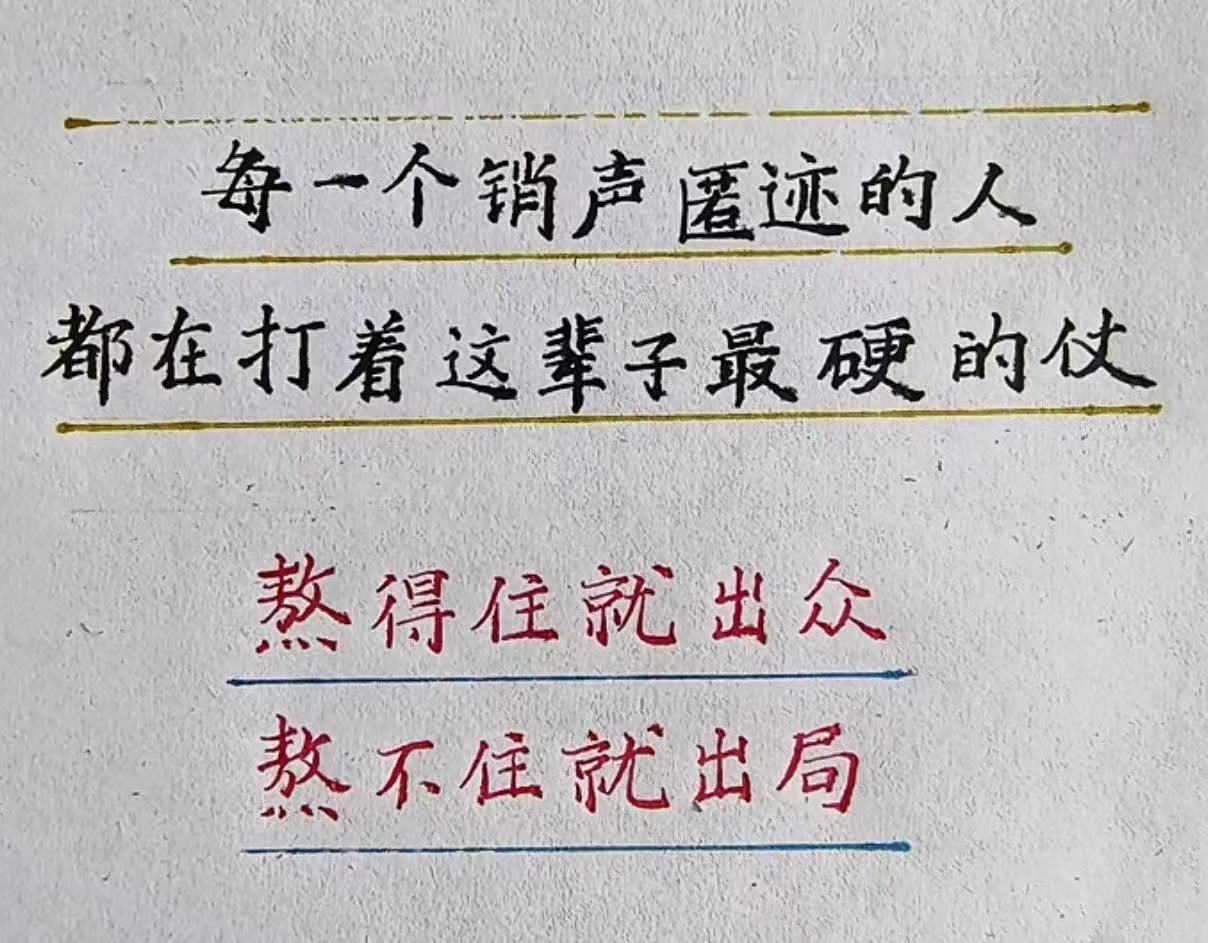 每一个销声匿迹的人
都在打着这辈子最硬的仗
熬得住就出众
熬不住就出局